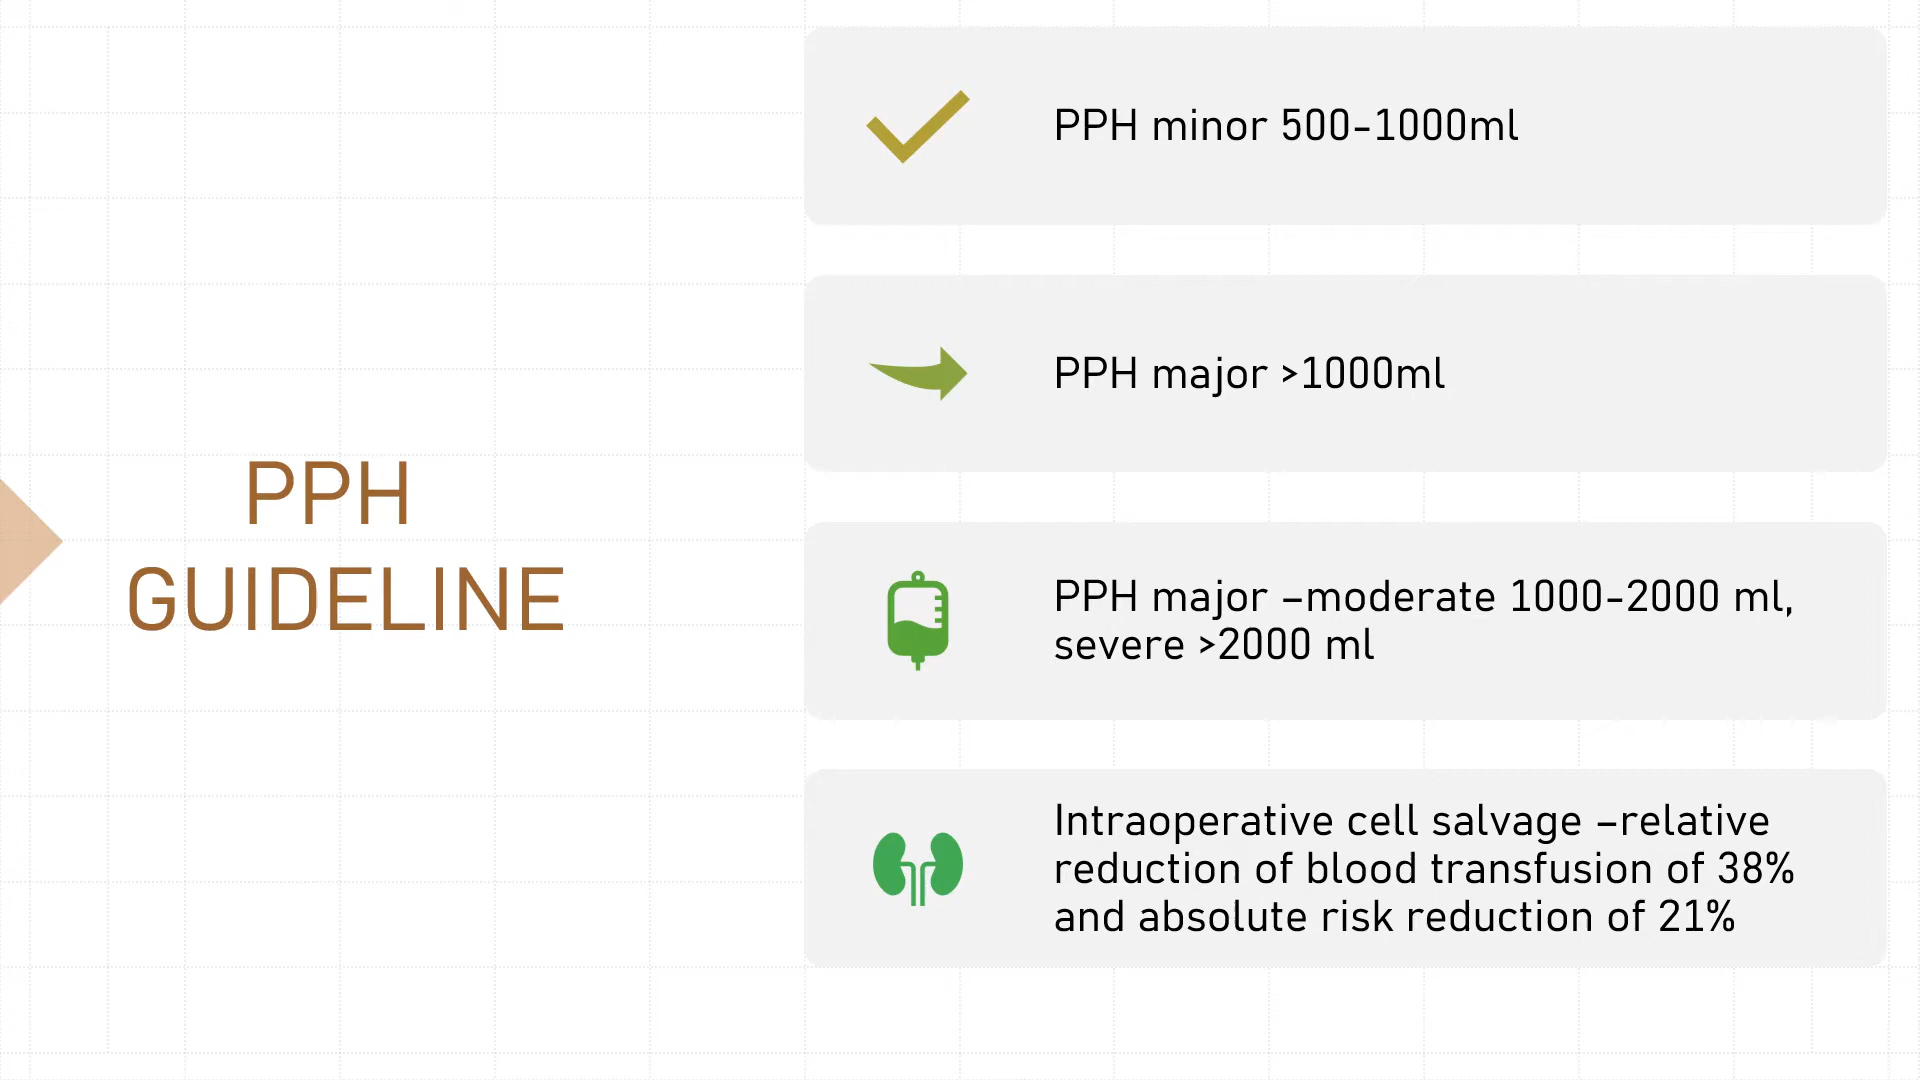 PPH
GUIDELINE
PPH minor 500-1000ml
PPH major >1000ml
PPH major –moderate 1000-2000 ml,
severe >2000 ml
Intraoperative cell salvage –relative
reduction of blood transfusion of 38%
and absolute risk reduction of 21%